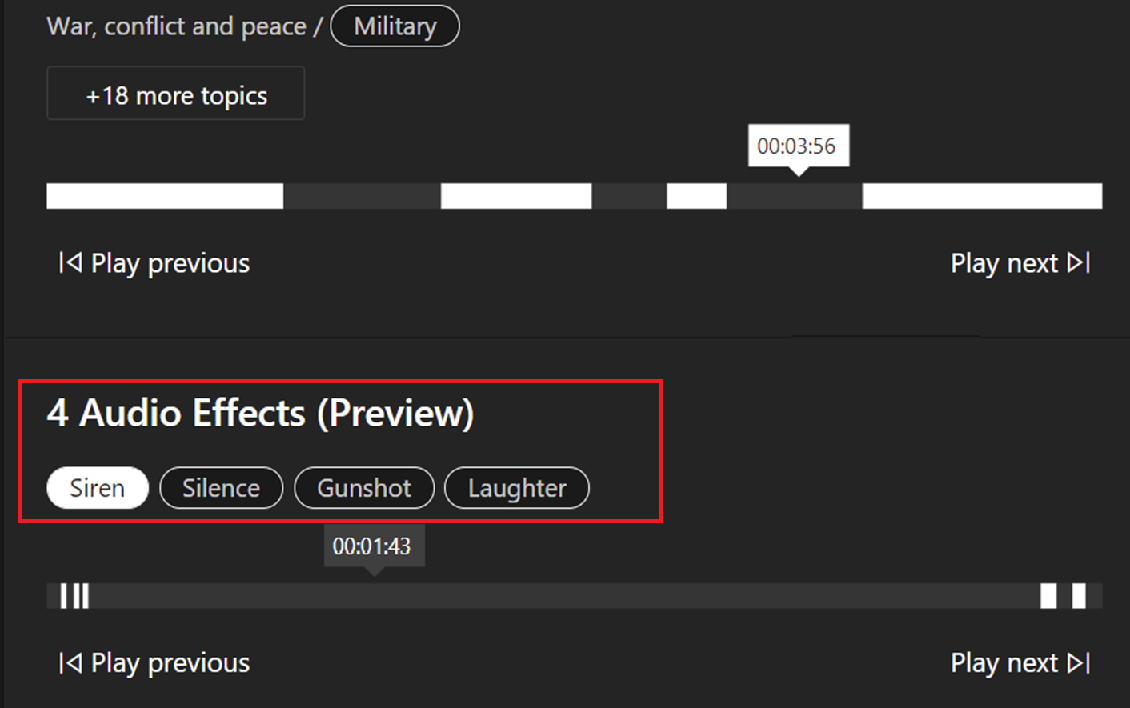 War, conflict and peace / Military
+18 more topics
00:03:56
Play previous
Play next
4 Audio Effects (Preview)
Siren Silence Gunshot Laughter
00:01:43
Play previous
Play next